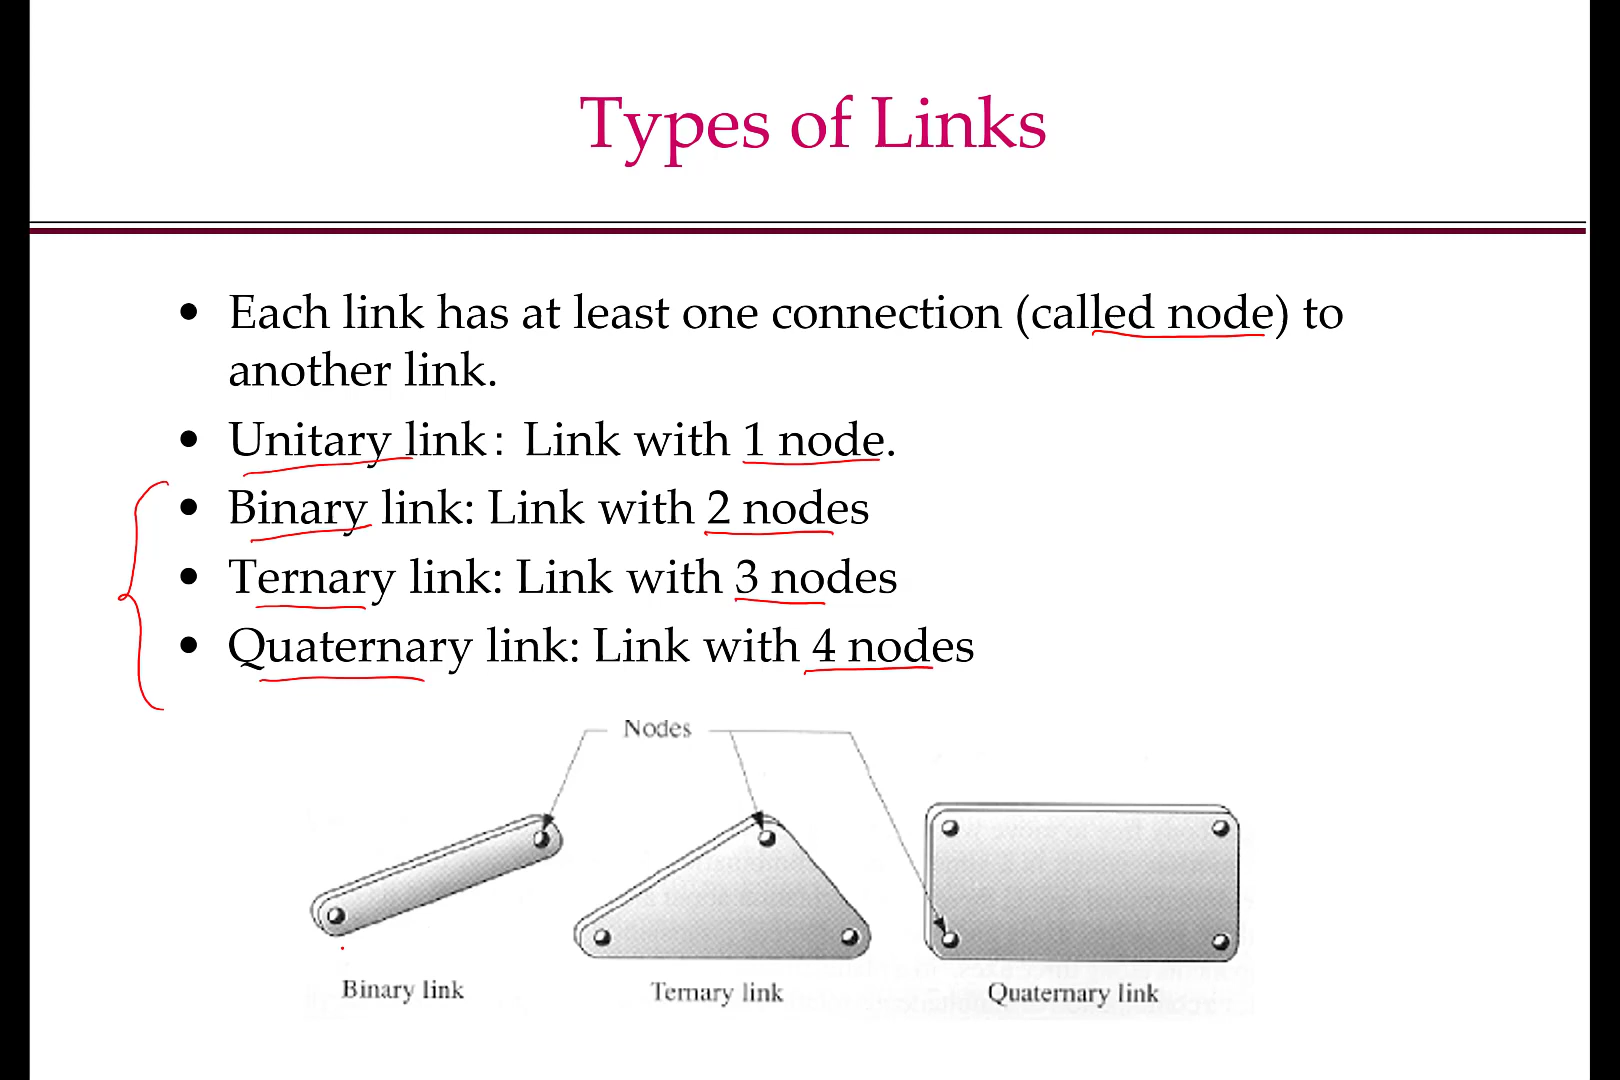 Types of Links
• Each link has at least one connection (called node) to
another link.
• Unitary link: Link with 1 node.
• Binary link: Link with 2 nodes
• Ternary link: Link with 3 nodes
• Quaternary link: Link with 4 nodes
Nodes
Binary link
Ternary link
Quaternary link